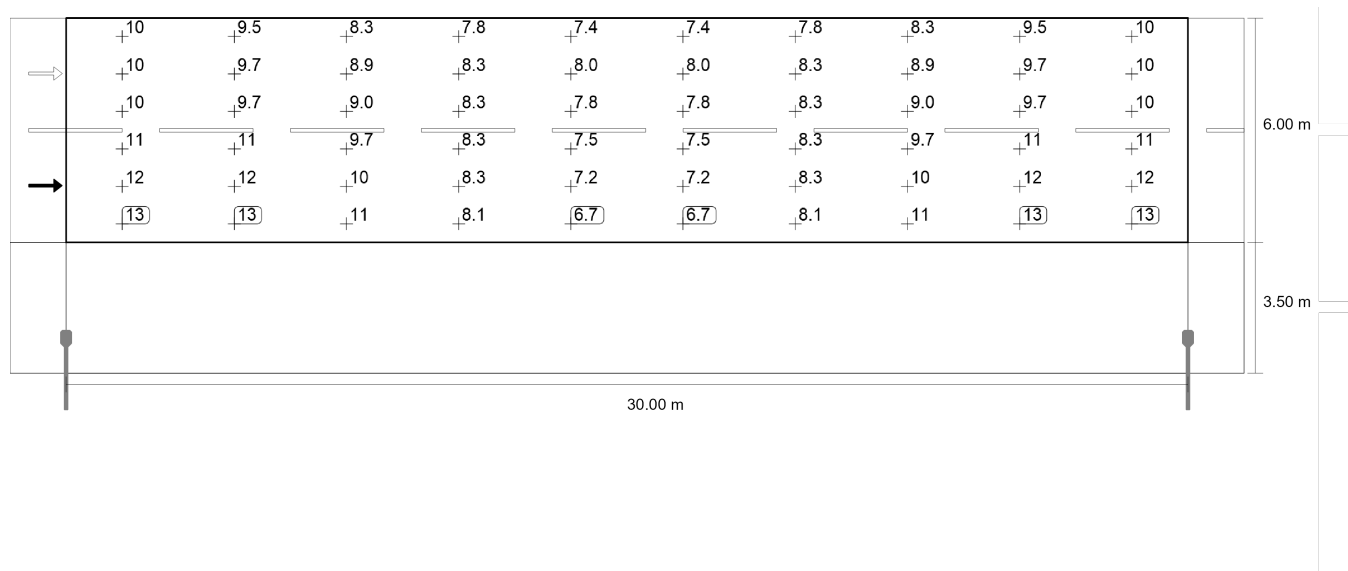 10 9.5 8.3 7.8 7.4 7.4 7.8 8.3 9.5 10
10 9.7 8.9 8.3 8.0 8.0 8.3 8.9 9.7 10
10 9.7 9.0 8.3 7.8 7.8 8.3 9.0 9.7 10
6.00 m
11 11 9.7 8.3 7.5 7.5 8.3 9.7 11 11
12 12 10 8.3 7.2 7.2 8.3 10 12 12
13 13 11 8.1 6.7 6.7 8.1 11 13 13
3.50 m
30.00 m